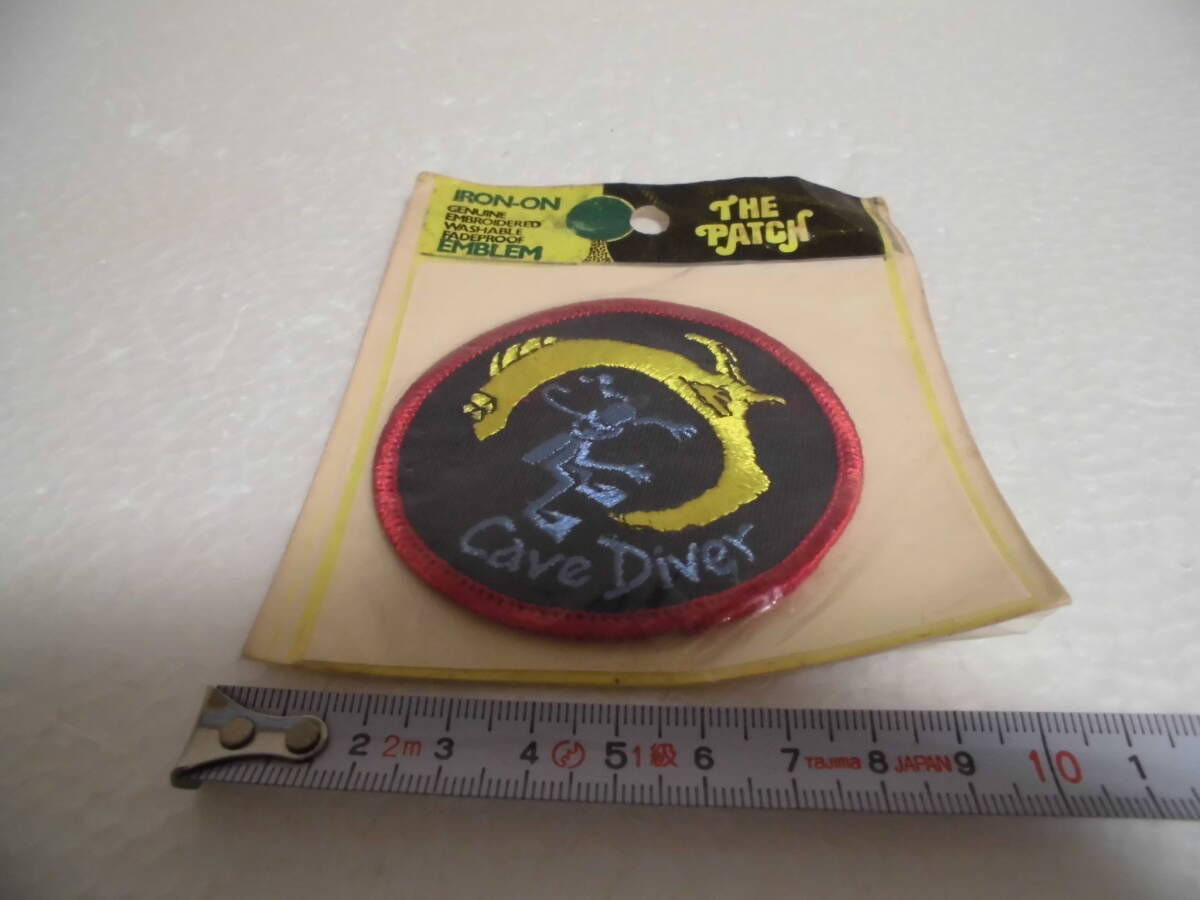 IRON-ON
GENUINE
EMBROIDERED
WASHABLE
FADEPROOF
EMBLEM
THE
PATCH
Cave Diver
2 2m 3 4 5 1級 6 7 Tajima 8 JAPAN 9 10 1